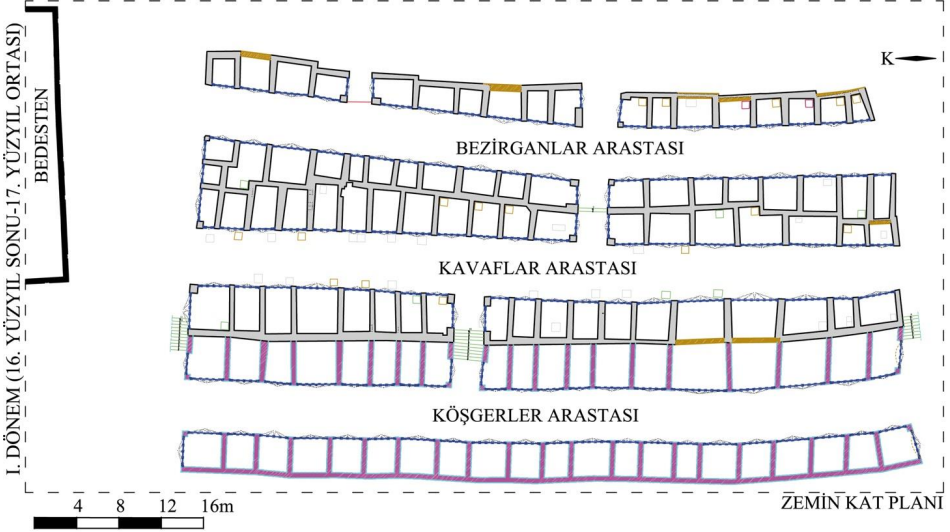 I. DÖNEM (16. YÜZYIL SONU-17. YÜZYIL ORTASI)
BEDESTEN
K
BEZİRGANLAR ARASTASI
KAVAFLAR ARASTASI
KÖŞGERLER ARASTASI
ZEMİN KAT PLANI
4 8 12 16m